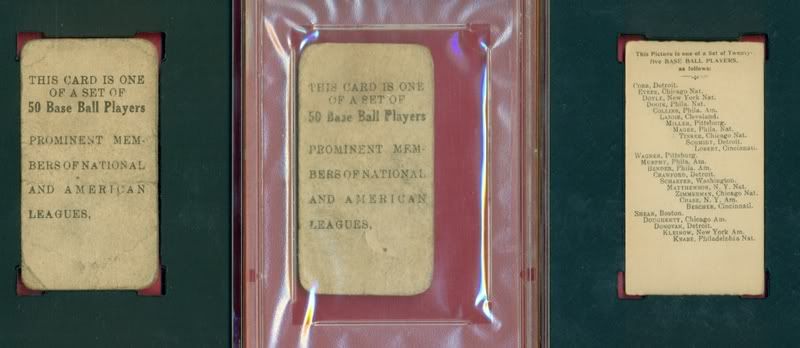 THIS CARD IS ONE
OF A SET OF
50 Base Ball Players
PROMINENT MEM-
BERS OF NATIONAL
AND AMERICAN
LEAGUES,
THIS CARD IS ONE
OF A SET OF
50 Base Ball Players
PROMINENT MEM-
BERS OF NATIONAL
AND AMERICAN
LEAGUES,
This Picture is one of a Set of Twenty-
five BASE BALL PLAYERS,
as follows:
COBB, Detroit.
EVERS, Chicago Nat.
DOYLE, New York Nat.
DOOIN, Phila. Nat.
COLLINS, Phila. Am.
LAJOIE, Cleveland.
MILLER, Pittsburg.
MAGEE, Phila. Nat.
TINKER, Chicago Nat.
SCHMIDT, Detroit.
LOBERT, Cincinnati.
WAGNER, Pittsburg.
MURPHY, Phila. Am.
BENDER, Phila. Am.
CRAWFORD, Detroit.
SCHAEFER, Washington.
MATTHEWSON, N. Y. Nat.
ZIMMERMAN, Chicago Nat.
CHASE, N. Y. Am.
BESCHER, Cincinnati.
SHEAN, Boston.
DOUGHERTY, Chicago Am.
DONOVAN, Detroit.
KLEINOW, New York Am.
KNABE, Philadelphia Nat.